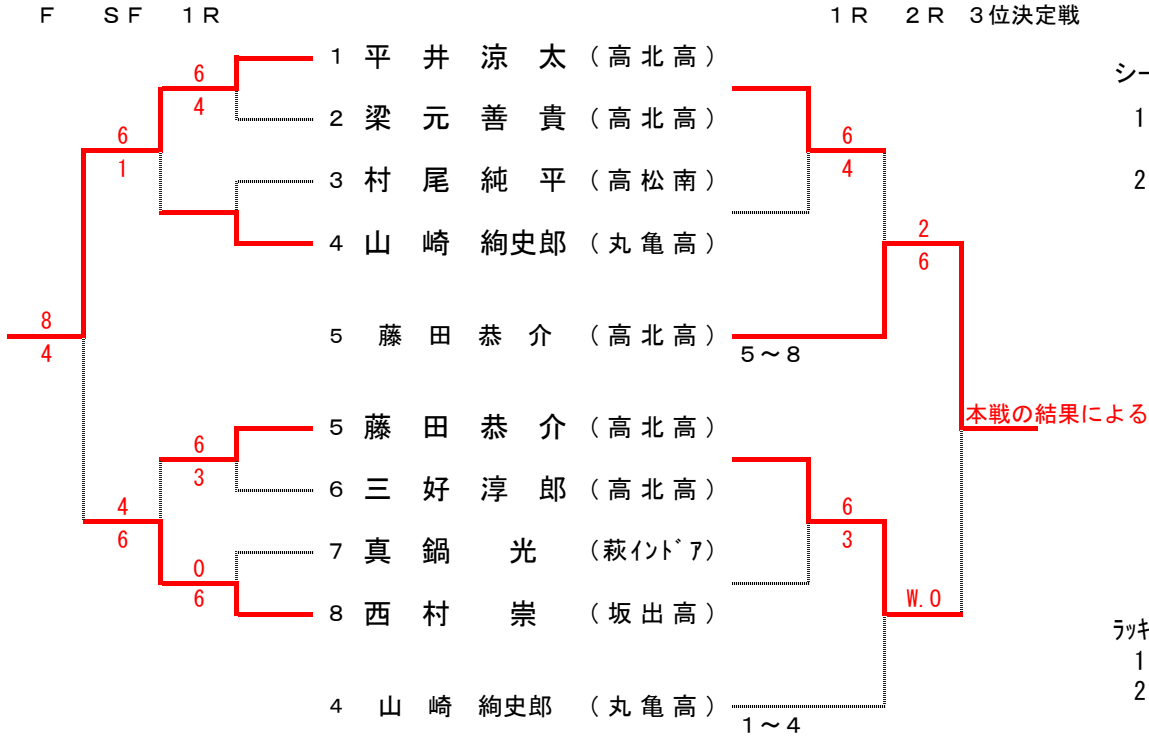 F SF 1R 1R 2R 3位決定戦
1 平井涼太 (高北高)
シー
6
4
2 梁元善貴 (高北高)
1
6
1
6
4
3 村尾純平 (高松南)
2
4 山崎絢史郎 (丸亀高)
2
6
8
4
5 藤田恭介 (高北高)
5~8
5 藤田恭介 (高北高)
本戦の結果による
6
3
6 三好淳郎 (高北高)
4
6
6
3
7 真鍋光 (萩インドア)
0
6
W.O
8 西村崇 (坂出高)
ラッキ
1
2
4 山崎絢史郎 (丸亀高)
1~4